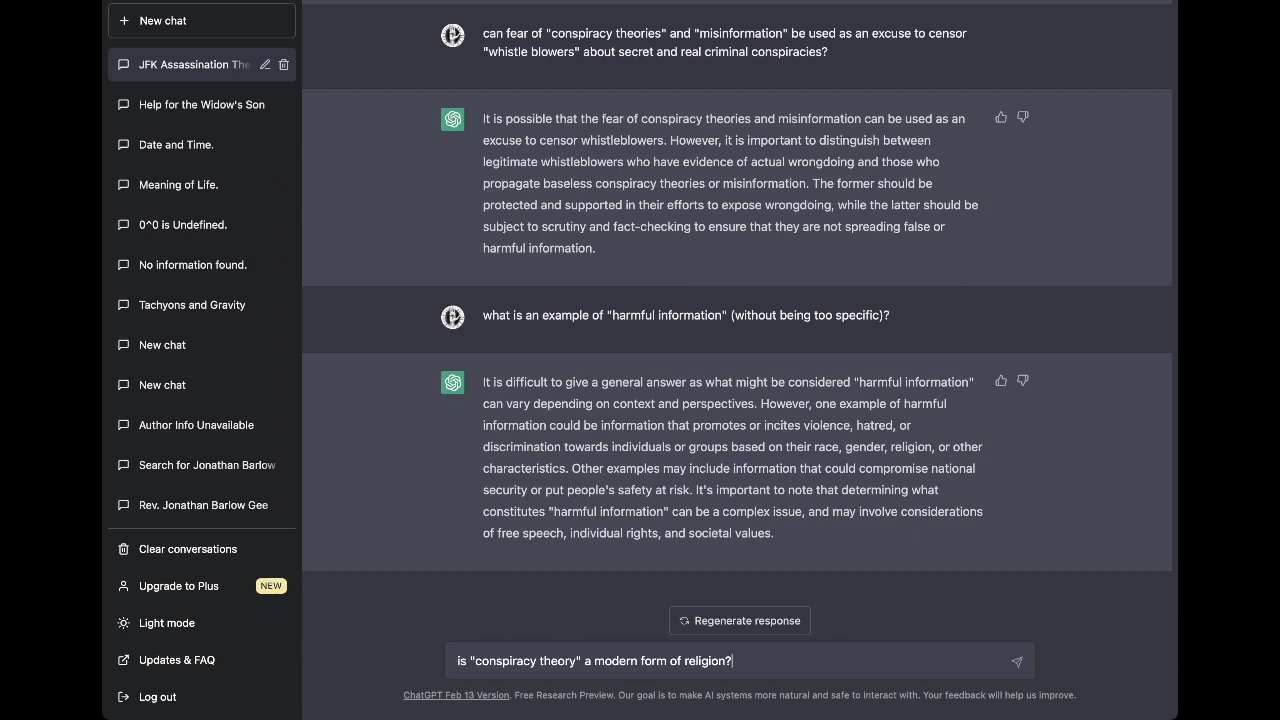 New chat
JFK Assassination The
Help for the Widow's Son
Date and Time.
Meaning of Life.
0^0 is Undefined.
No information found.
Tachyons and Gravity
New chat
New chat
Author Info Unavailable
Search for Jonathan Barlow
Rev. Jonathan Barlow Gee
Clear conversations
Upgrade to Plus NEW
Light mode
Updates & FAQ
Log out
can fear of "conspiracy theories" and "misinformation" be used as an excuse to censor
"whistle blowers" about secret and real criminal conspiracies?
It is possible that the fear of conspiracy theories and misinformation can be used as an
excuse to censor whistleblowers. However, it is important to distinguish between
legitimate whistleblowers who have evidence of actual wrongdoing and those who
propagate baseless conspiracy theories or misinformation. The former should be
protected and supported in their efforts to expose wrongdoing, while the latter should be
subject to scrutiny and fact-checking to ensure that they are not spreading false or
harmful information.
what is an example of "harmful information" (without being too specific)?
It is difficult to give a general answer as what might be considered "harmful information"
can vary depending on context and perspectives. However, one example of harmful
information could be information that promotes or incites violence, hatred, or
discrimination towards individuals or groups based on their race, gender, religion, or other
characteristics. Other examples may include information that could compromise national
security or put people's safety at risk. It's important to note that determining what
constitutes "harmful information" can be a complex issue, and may involve considerations
of free speech, individual rights, and societal values.
Regenerate response
is "conspiracy theory" a modern form of religion?
ChatGPT Feb 13 Version. Free Research Preview. Our goal is to make AI systems more natural and safe to interact with. Your feedback will help us improve.